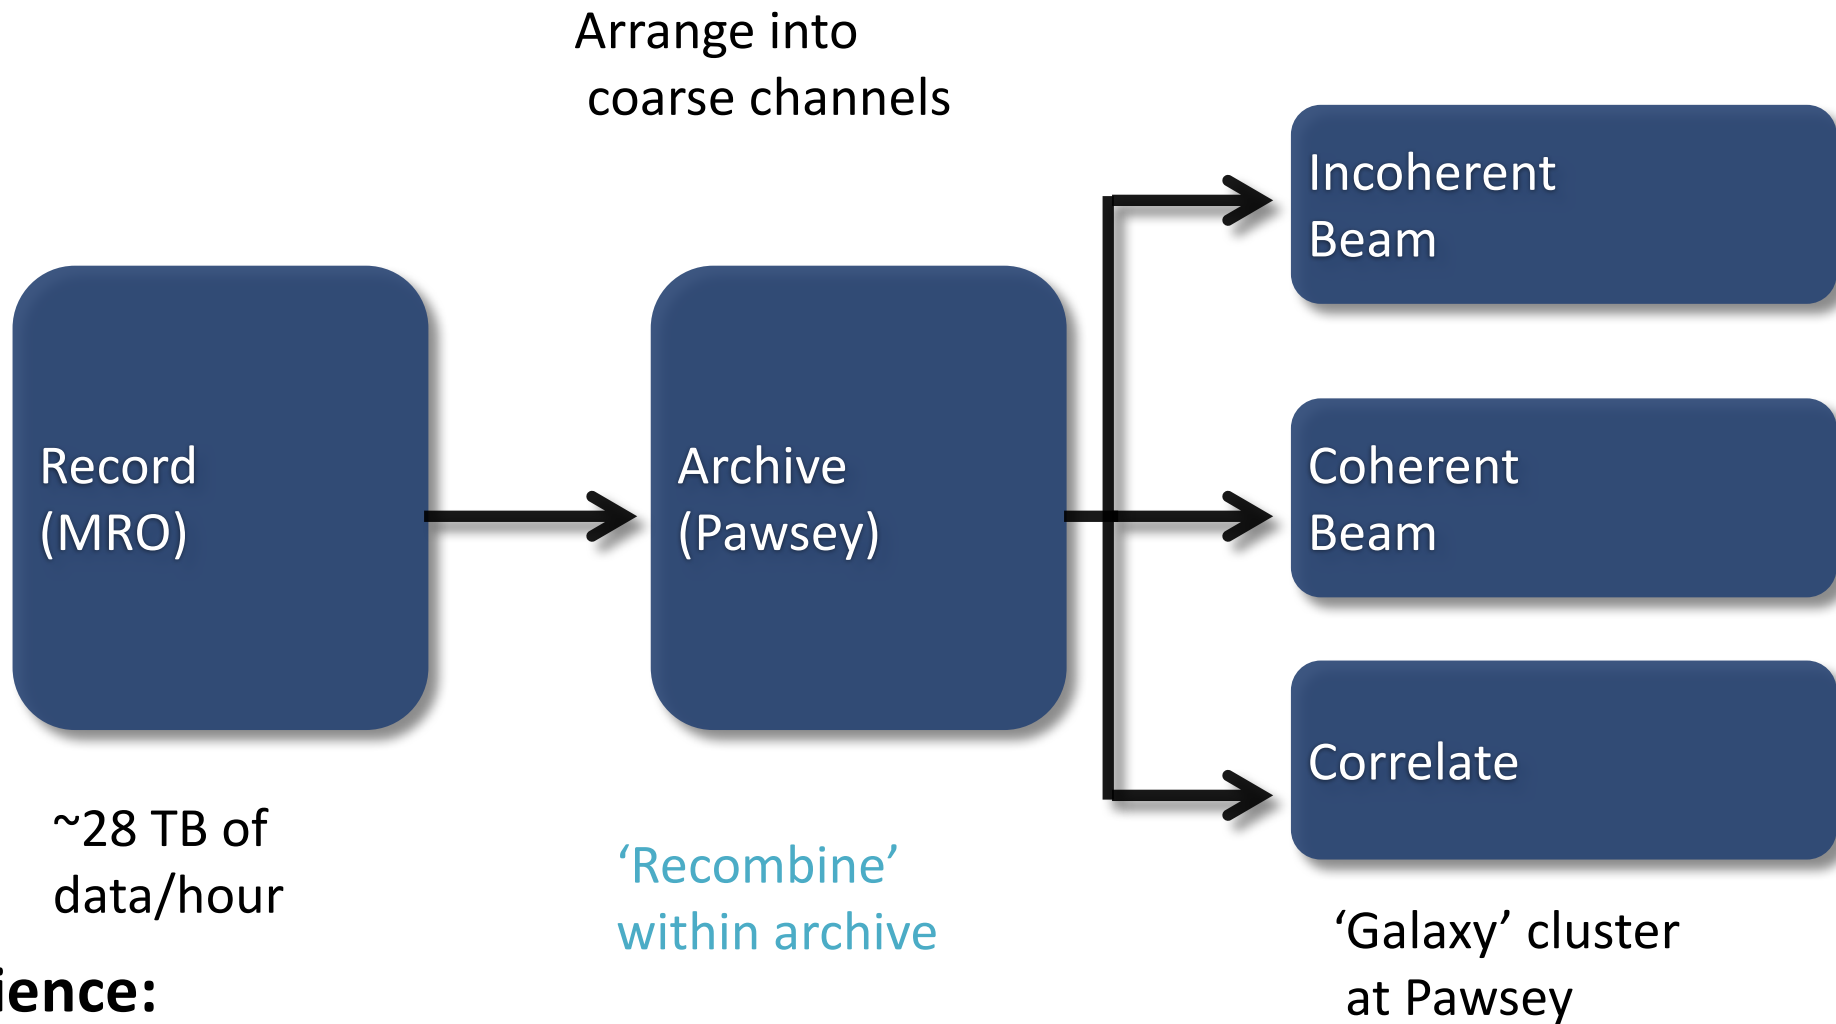 Arrange into
coarse channels
Record
(MRO)
Archive
(Pawsey)
Incoherent
Beam
Coherent
Beam
Correlate
~28 TB of
data/hour
‘Recombine’
within archive
‘Galaxy’ cluster
at Pawsey
ience: